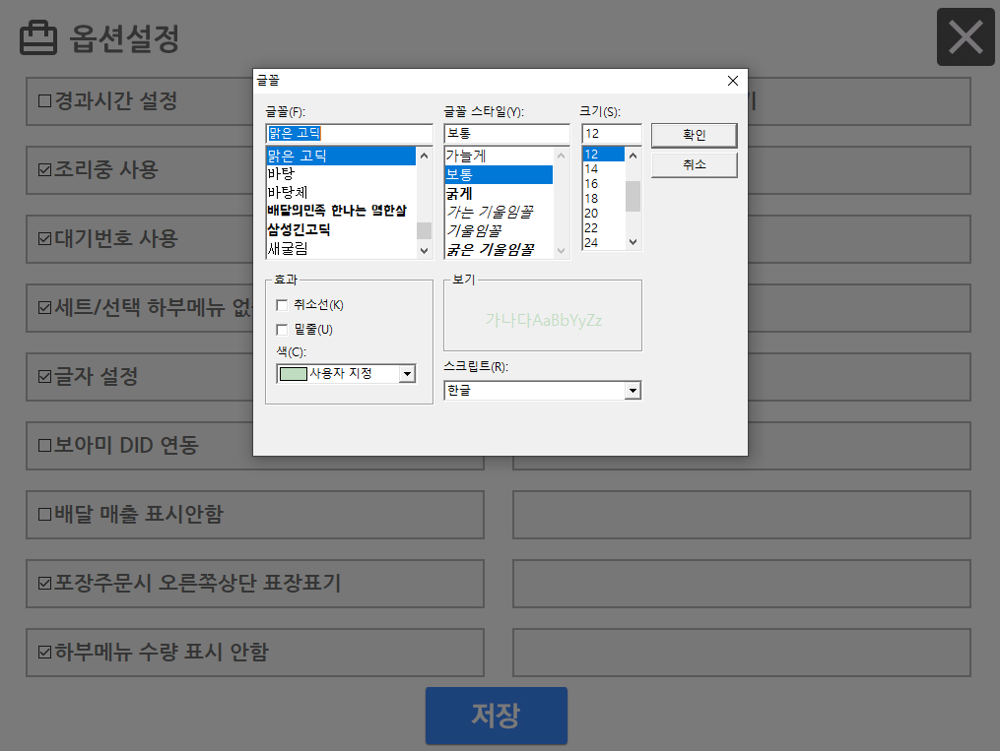 옵션설정
글꼴
글꼴(F):
맑은 고딕
맑은 고딕
바탕
바탕체
배달의민족 한나는 열한살
삼성긴고딕
새굴림
글꼴 스타일(Y):
보통
가늘게
보통
굵게
가는 기울임꼴
기울임꼴
굵은 기울임꼴
크기(S):
12
12
14
16
18
20
22
24
확인
취소
효과
취소선(K)
밑줄(U)
색(C):
사용자 지정
보기
가나다AaBbYyZz
스크립트(R):
한글
경과시간 설정
조리중 사용
대기번호 사용
세트/선택 하부메뉴
글자 설정
보아미 DID 연동
배달 매출 표시안함
포장주문시 오른쪽상단 표장표기
하부메뉴 수량 표시 안함
저장